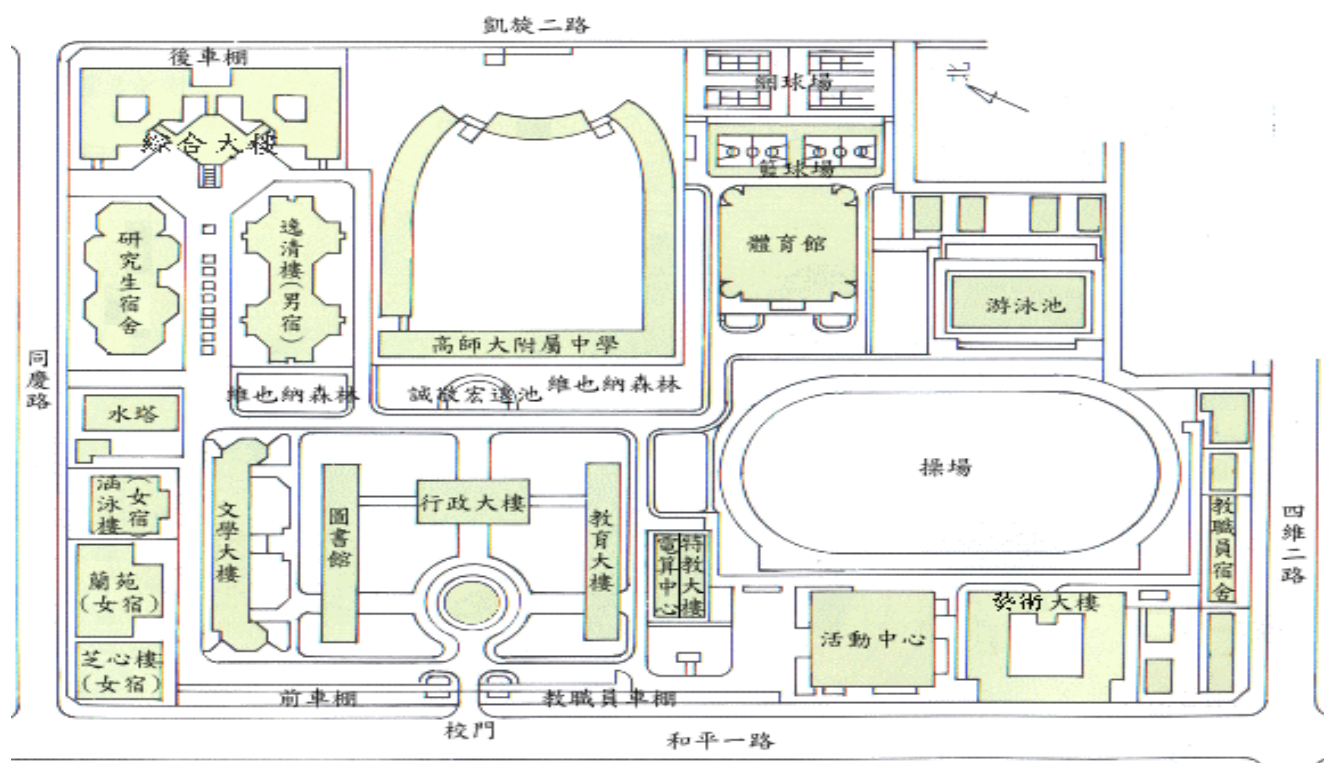 凱旋二路
後車棚
北
網球場
綜合大樓
籃球場
研究生宿舍
逸清樓(男宿)
體育館
游泳池
高師大附屬中學
同慶路
維也納森林
誠敬宏遠池
維也納森林
水塔
操場
涵泳樓(女宿)
文學大樓
圖書館
行政大樓
教育大樓
電算中心
特教大樓
教職員宿舍
四維二路
蘭苑
(女宿)
活動中心
藝術大樓
芝心樓
(女宿)
前車棚
教職員車棚
校門
和平一路